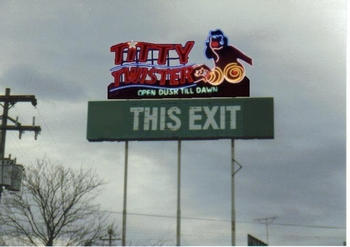 TITTY
TWISTER
OPEN DUSK TILL DAWN
THIS EXIT